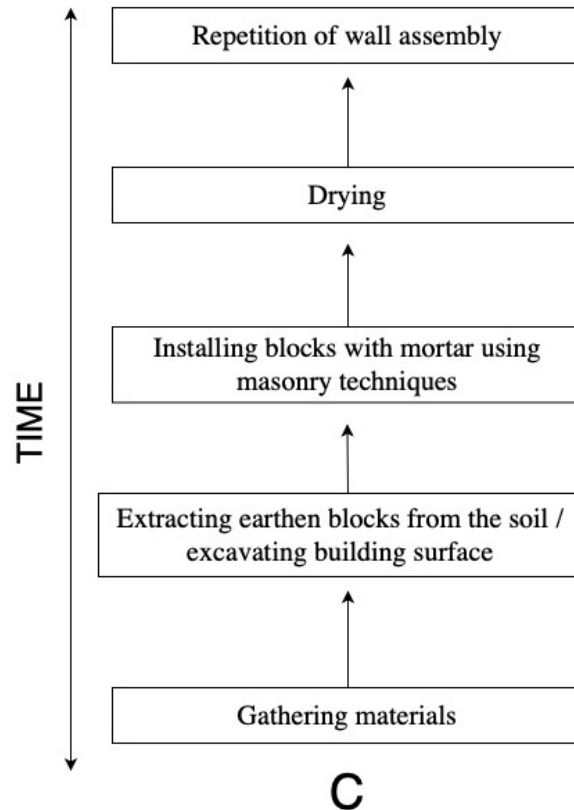 Repetition of wall assembly
Drying
Installing blocks with mortar using
masonry techniques
TIME
Extracting earthen blocks from the soil /
excavating building surface
Gathering materials
C